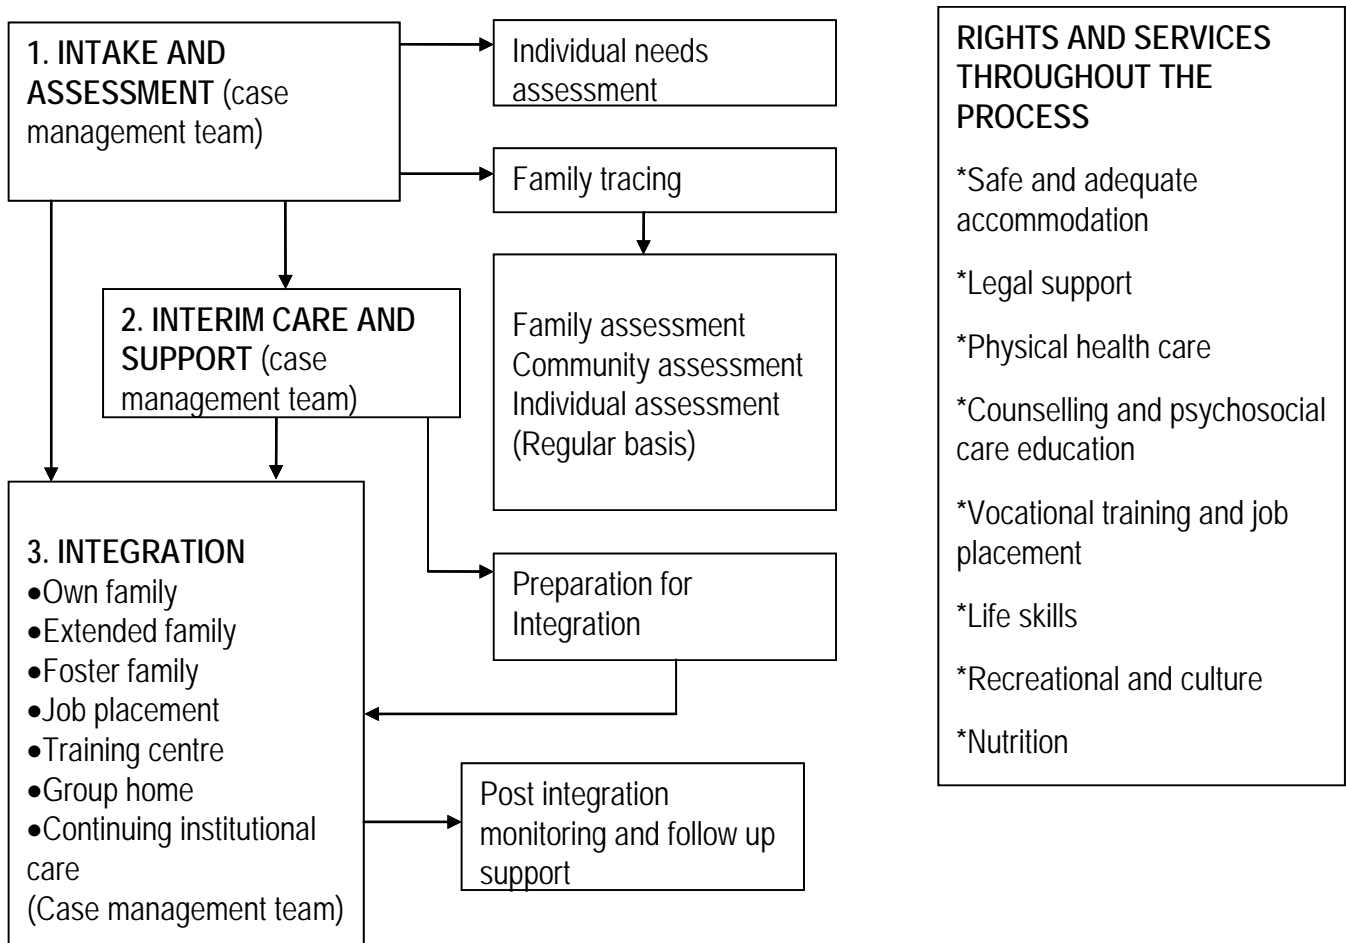 1. INTAKE AND
ASSESSMENT (case
management team)
Individual needs
assessment
Family tracing
Family assessment
Community assessment
Individual assessment
(Regular basis)
2. INTERIM CARE AND
SUPPORT (case
management team)
Preparation for
Integration
3. INTEGRATION
•Own family
•Extended family
•Foster family
•Job placement
•Training centre
•Group home
•Continuing institutional
care
(Case management team)
Post integration
monitoring and follow up
support
RIGHTS AND SERVICES
THROUGHOUT THE
PROCESS
*Safe and adequate
accommodation
*Legal support
*Physical health care
*Counselling and psychosocial
care education
*Vocational training and job
placement
*Life skills
*Recreational and culture
*Nutrition